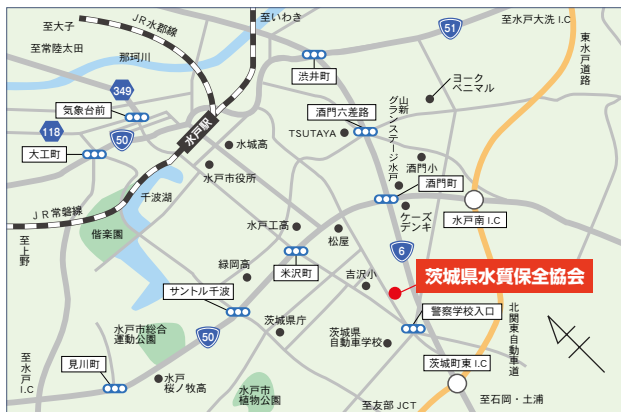 至大子
JR水郡線
至いわき
至水戸大洗 I.C
至常陸太田
那珂川
51
東水戸道路
渋井町
349
ヨーク
ベニマル
気象台前
山新
グランステージ水戸
酒門六差路
118
50
水戸駅
TSUTAYA
水城高
大工町
酒門小
水戸市役所
千波湖
酒門町
JR常磐線
ケーズ
デンキ
水戸南 I.C
偕楽園
水戸工高
松屋
至上野
6
米沢町
緑岡高
吉沢小
茨城県水質保全協会
サントル千波
警察学校入口
北関東自動車道
茨城県庁
水戸市総合
運動公園
50
茨城県
自動車学校
見川町
至水戸I.C
茨城町東 I.C
水戸
桜ノ牧高
水戸市
植物公園
至友部 JCT
至石岡・土浦